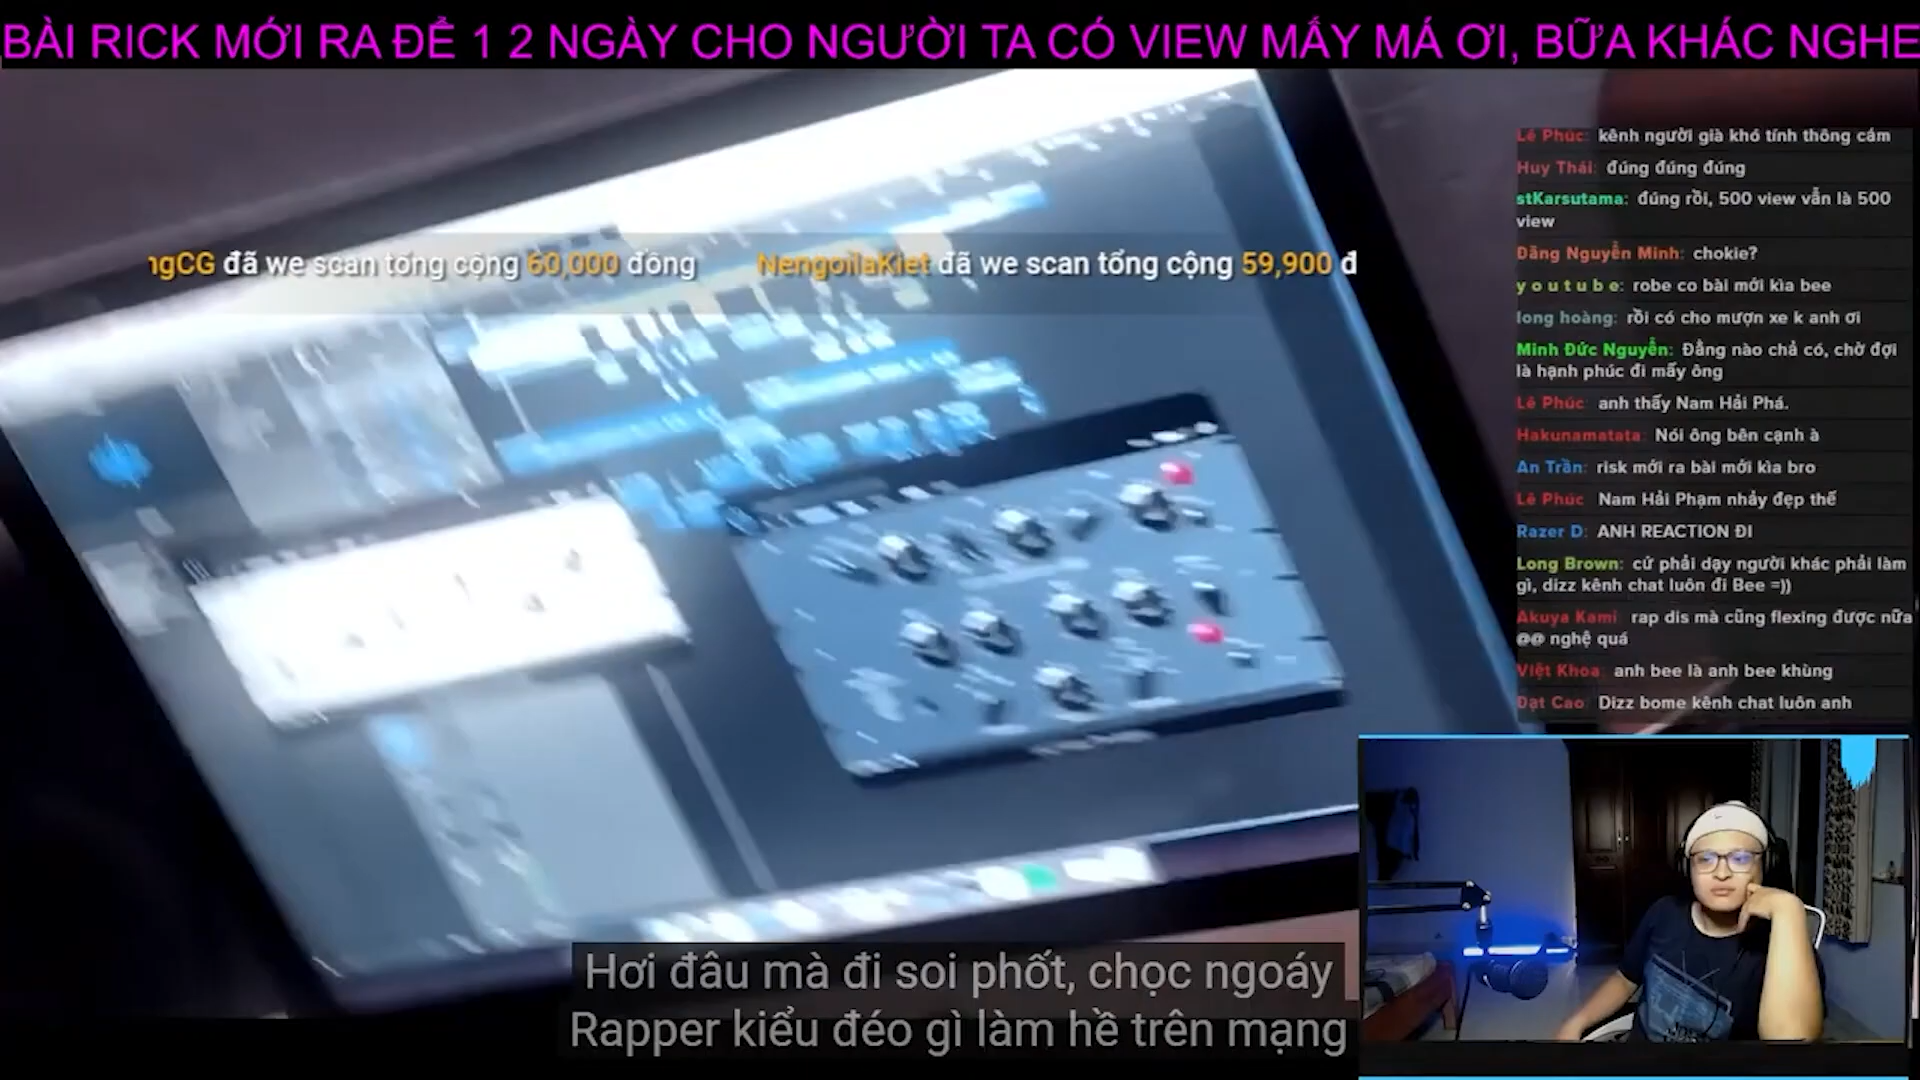 BÀI RICK MỚI RA ĐỂ 1 2 NGÀY CHO NGƯỜI TA CÓ VIEW MẤY MÁ ƠI, BỮA KHÁC NGHE
ngCG đã we scan tổng cộng 60,000 đồng NengoilaKiet đã we scan tổng cộng 59,900 đ
Lê Phúc: kênh người già khó tính thông cảm
Huy Thái: đúng đúng đúng
stKarsutama: đúng rồi, 500 view vẫn là 500
view
Đăng Nguyễn Minh: chokie?
y o u t u b e: robe co bài mới kìa bee
long hoàng: rồi có cho mượn xe k anh ơi
Minh Đức Nguyễn: Đằng nào chả có, chờ đợi
là hạnh phúc đi mấy ông
Lê Phúc: anh thấy Nam Hải Phá.
Hakunamatata: Nói ông bên cạnh à
An Trần: risk mới ra bài mới kìa bro
Lê Phúc: Nam Hải Phạm nhảy đẹp thế
Razer D: ANH REACTION ĐI
Long Brown: cứ phải dạy người khác phải làm
gì, dizz kênh chat luôn đi Bee =))
Akuya Kami: rap dis mà cũng flexing được nữa
@@ nghệ quá
Việt Khoa: anh bee là anh bee khùng
Đạt Cao: Dizz bome kênh chat luôn anh
Hơi đâu mà đi soi phốt, chọc ngoáy
Rapper kiểu đéo gì làm hề trên mạng